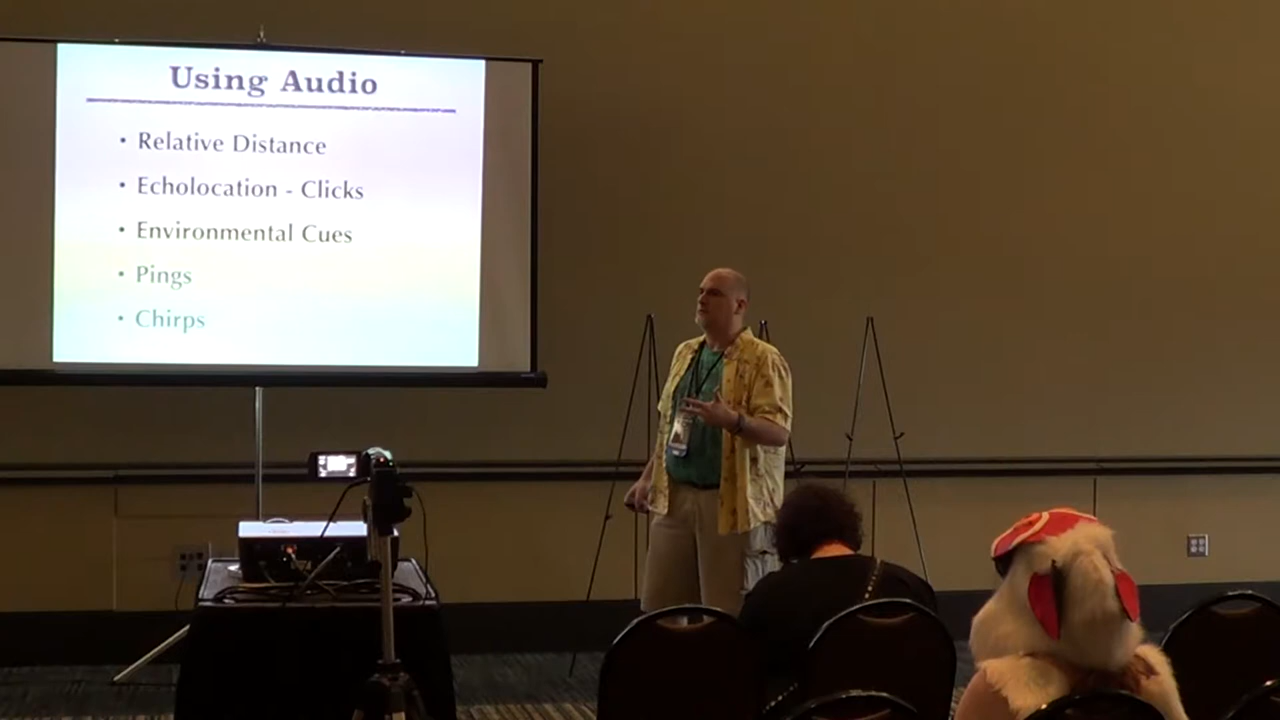 Using Audio
• Relative Distance
• Echolocation - Clicks
• Environmental Cues
• Pings
• Chirps